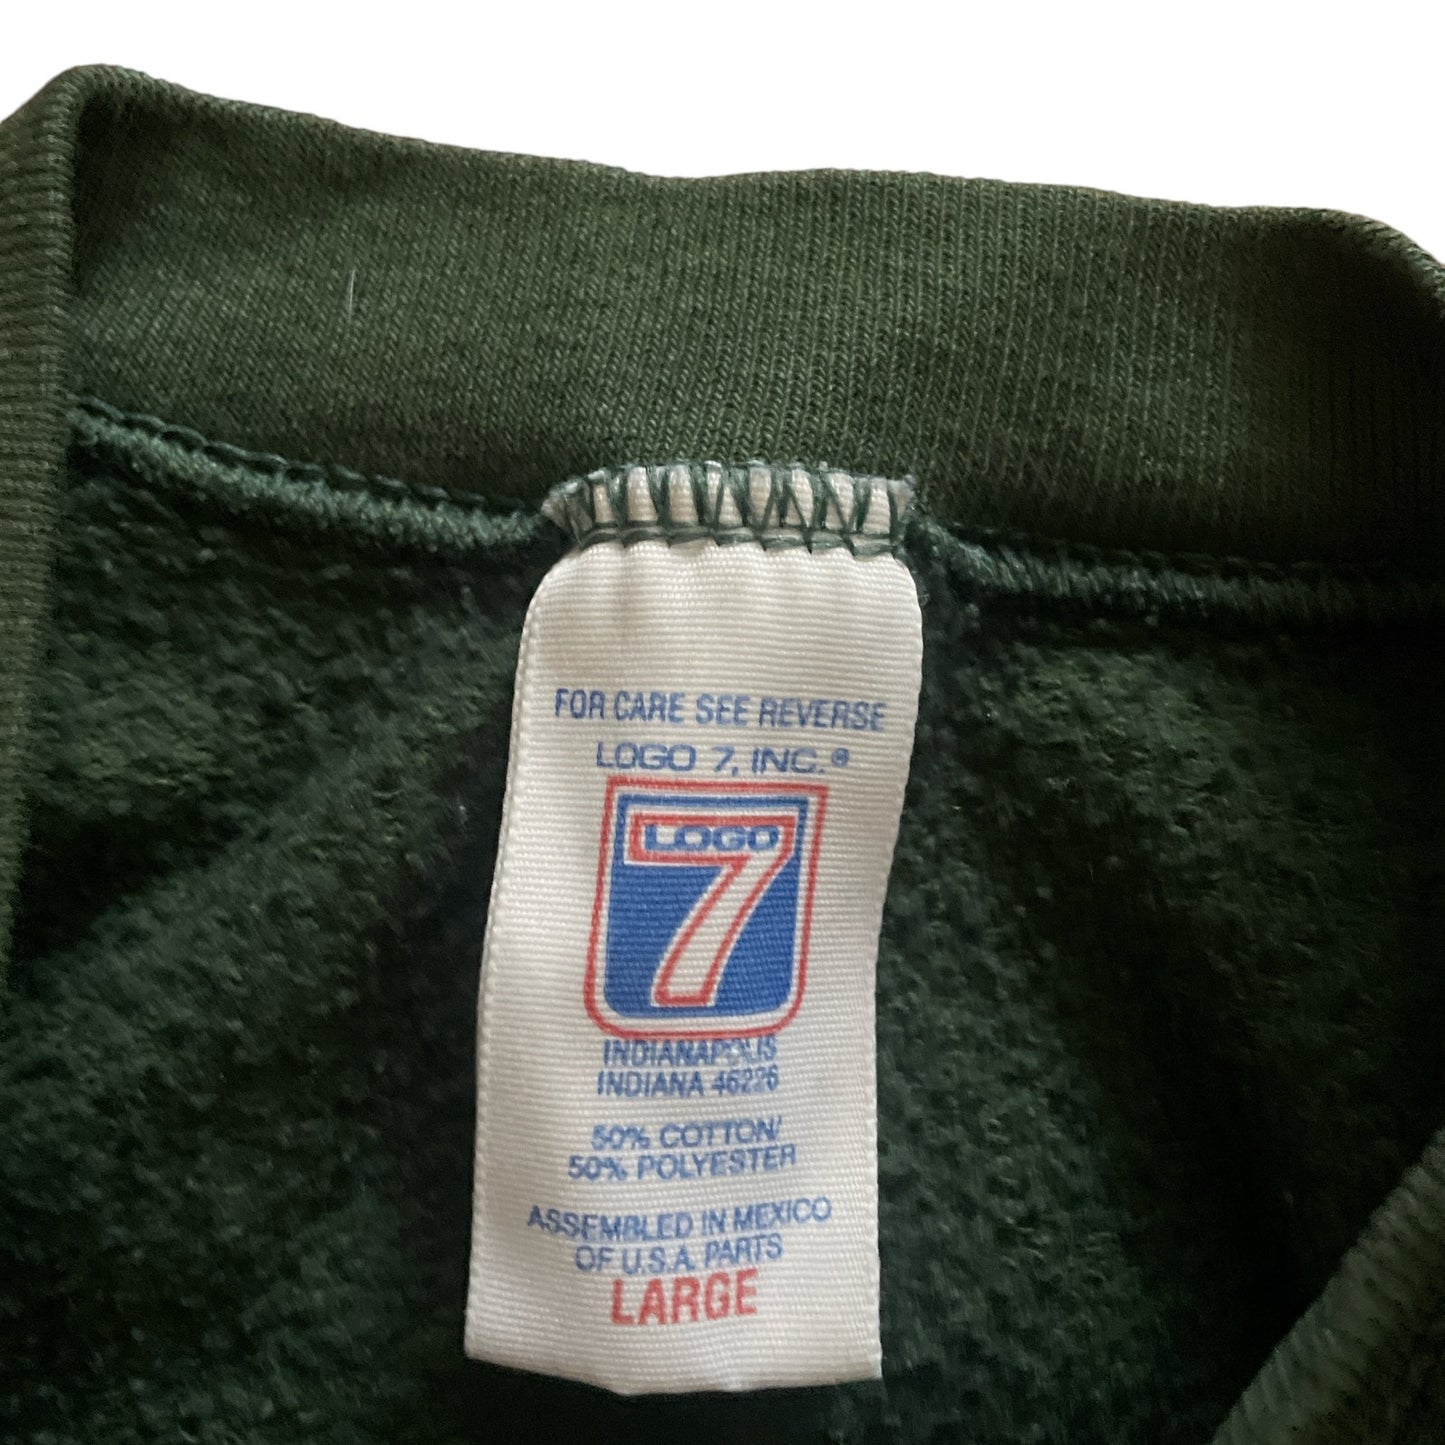 FOR CARE SEE REVERSE
LOGO 7, INC.®
LOGO
7
INDIANAPOLIS
INDIANA 46226
50% COTTON/
50% POLYESTER
ASSEMBLED IN MEXICO
OF U.S.A. PARTS
LARGE